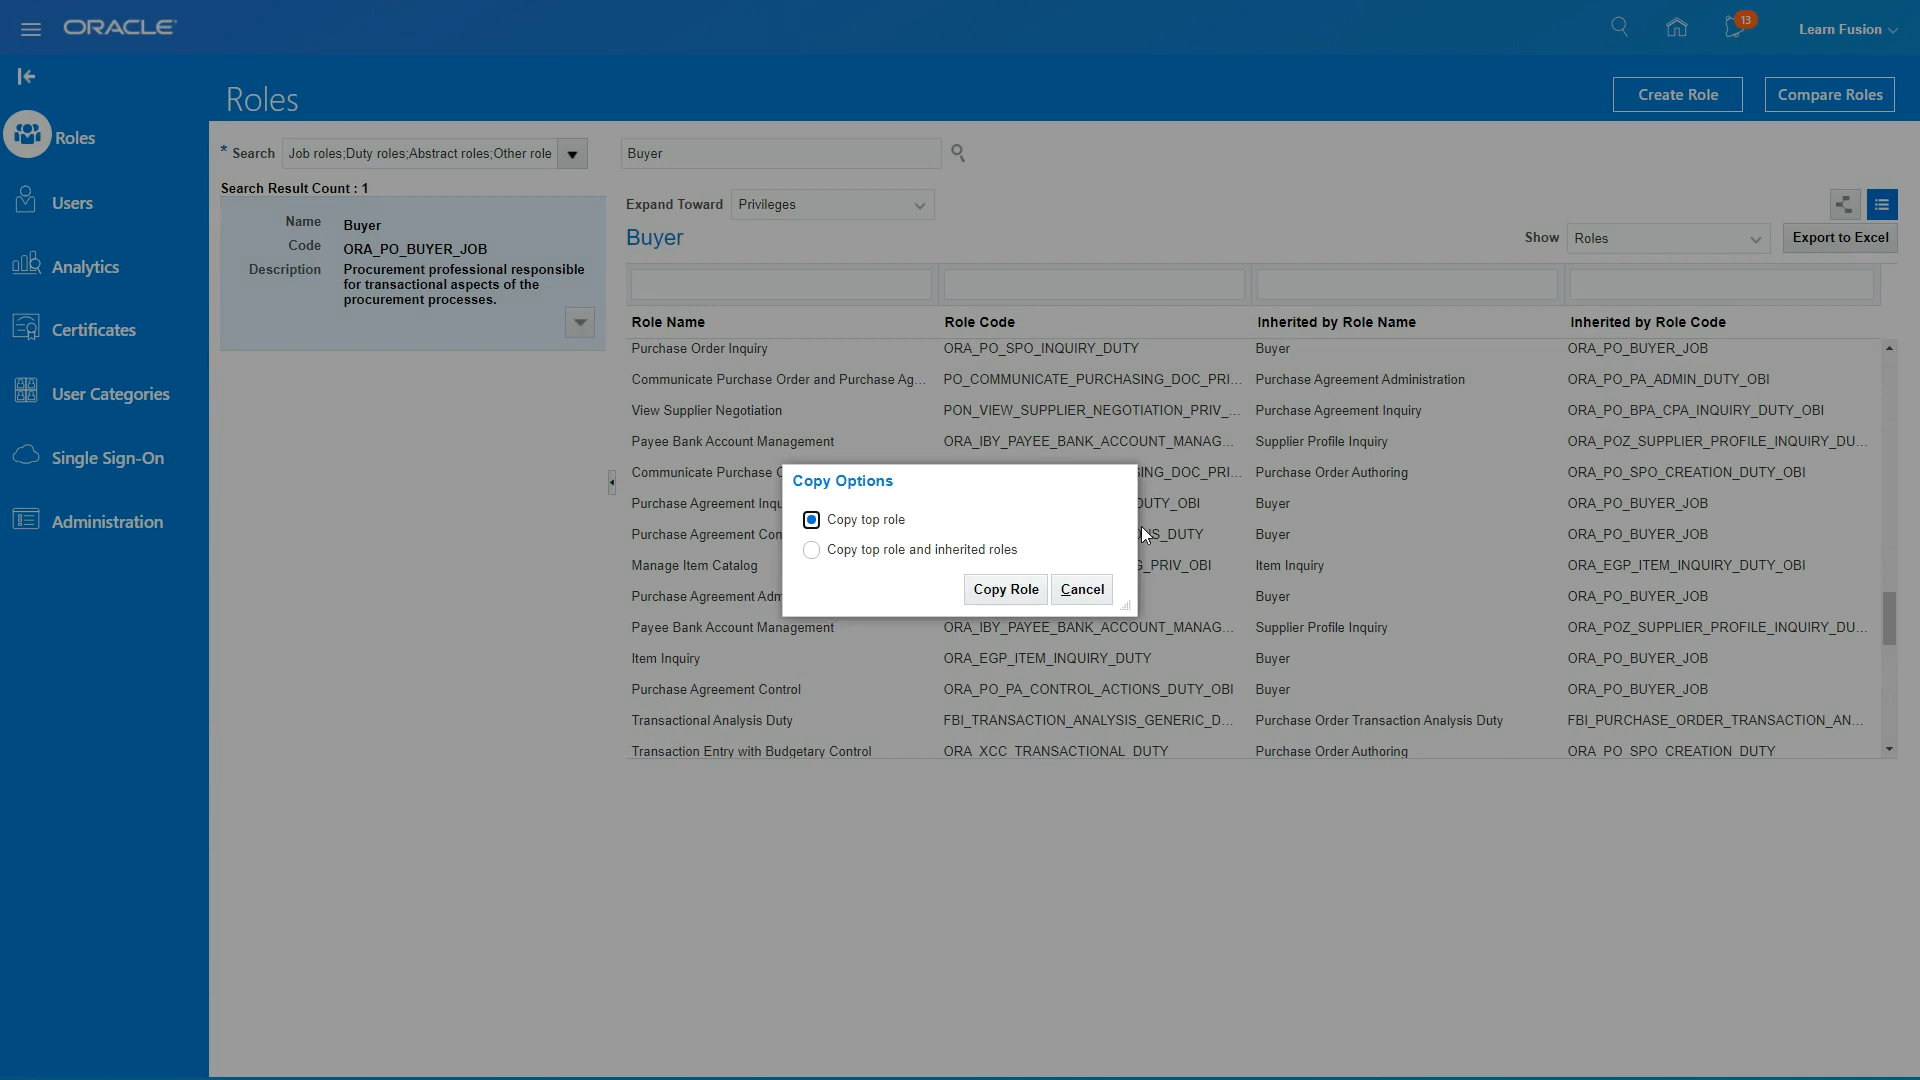 ORACLE
13
Learn Fusion
Roles
Create Role
Compare Roles
Roles
Users
Analytics
Certificates
User Categories
Single Sign-On
Administration
* Search Job roles;Duty roles;Abstract roles;Other role
Buyer
Search Result Count : 1
Name Buyer
Code ORA_PO_BUYER_JOB
Description Procurement professional responsible
for transactional aspects of the
procurement processes.
Expand Toward Privileges
Buyer
Show Roles
Export to Excel
Role Name Role Code Inherited by Role Name Inherited by Role Code
Purchase Order Inquiry ORA_PO_SPO_INQUIRY_DUTY Buyer ORA_PO_BUYER_JOB
Communicate Purchase Order and Purchase Ag... PO_COMMUNICATE_PURCHASING_DOC_PRI... Purchase Agreement Administration ORA_PO_PA_ADMIN_DUTY_OBI
View Supplier Negotiation PON_VIEW_SUPPLIER_NEGOTIATION_PRIV_... Purchase Agreement Inquiry ORA_PO_BPA_CPA_INQUIRY_DUTY_OBI
Payee Bank Account Management ORA_IBY_PAYEE_BANK_ACCOUNT_MANAG... Supplier Profile Inquiry ORA_POZ_SUPPLIER_PROFILE_INQUIRY_DU...
Communicate Purchase ING_DOC_PRI... Purchase Order Authoring ORA_PO_SPO_CREATION_DUTY_OBI
Purchase Agreement Inqu DUTY_OBI Buyer ORA_PO_BUYER_JOB
Purchase Agreement Con S_DUTY Buyer ORA_PO_BUYER_JOB
Manage Item Catalog _PRIV_OBI Item Inquiry ORA_EGP_ITEM_INQUIRY_DUTY_OBI
Purchase Agreement Adm Buyer ORA_PO_BUYER_JOB
Payee Bank Account Management ORA_IBY_PAYEE_BANK_ACCOUNT_MANAG... Supplier Profile Inquiry ORA_POZ_SUPPLIER_PROFILE_INQUIRY_DU...
Item Inquiry ORA_EGP_ITEM_INQUIRY_DUTY Buyer ORA_PO_BUYER_JOB
Purchase Agreement Control ORA_PO_PA_CONTROL_ACTIONS_DUTY_OBI Buyer ORA_PO_BUYER_JOB
Transactional Analysis Duty FBI_TRANSACTION_ANALYSIS_GENERIC_D... Purchase Order Transaction Analysis Duty FBI_PURCHASE_ORDER_TRANSACTION_AN...
Transaction Entry with Budgetary Control ORA_XCC_TRANSACTIONAL_DUTY Purchase Order Authoring ORA_PO_SPO_CREATION_DUTY
Copy Options
Copy top role
Copy top role and inherited roles
Copy Role Cancel